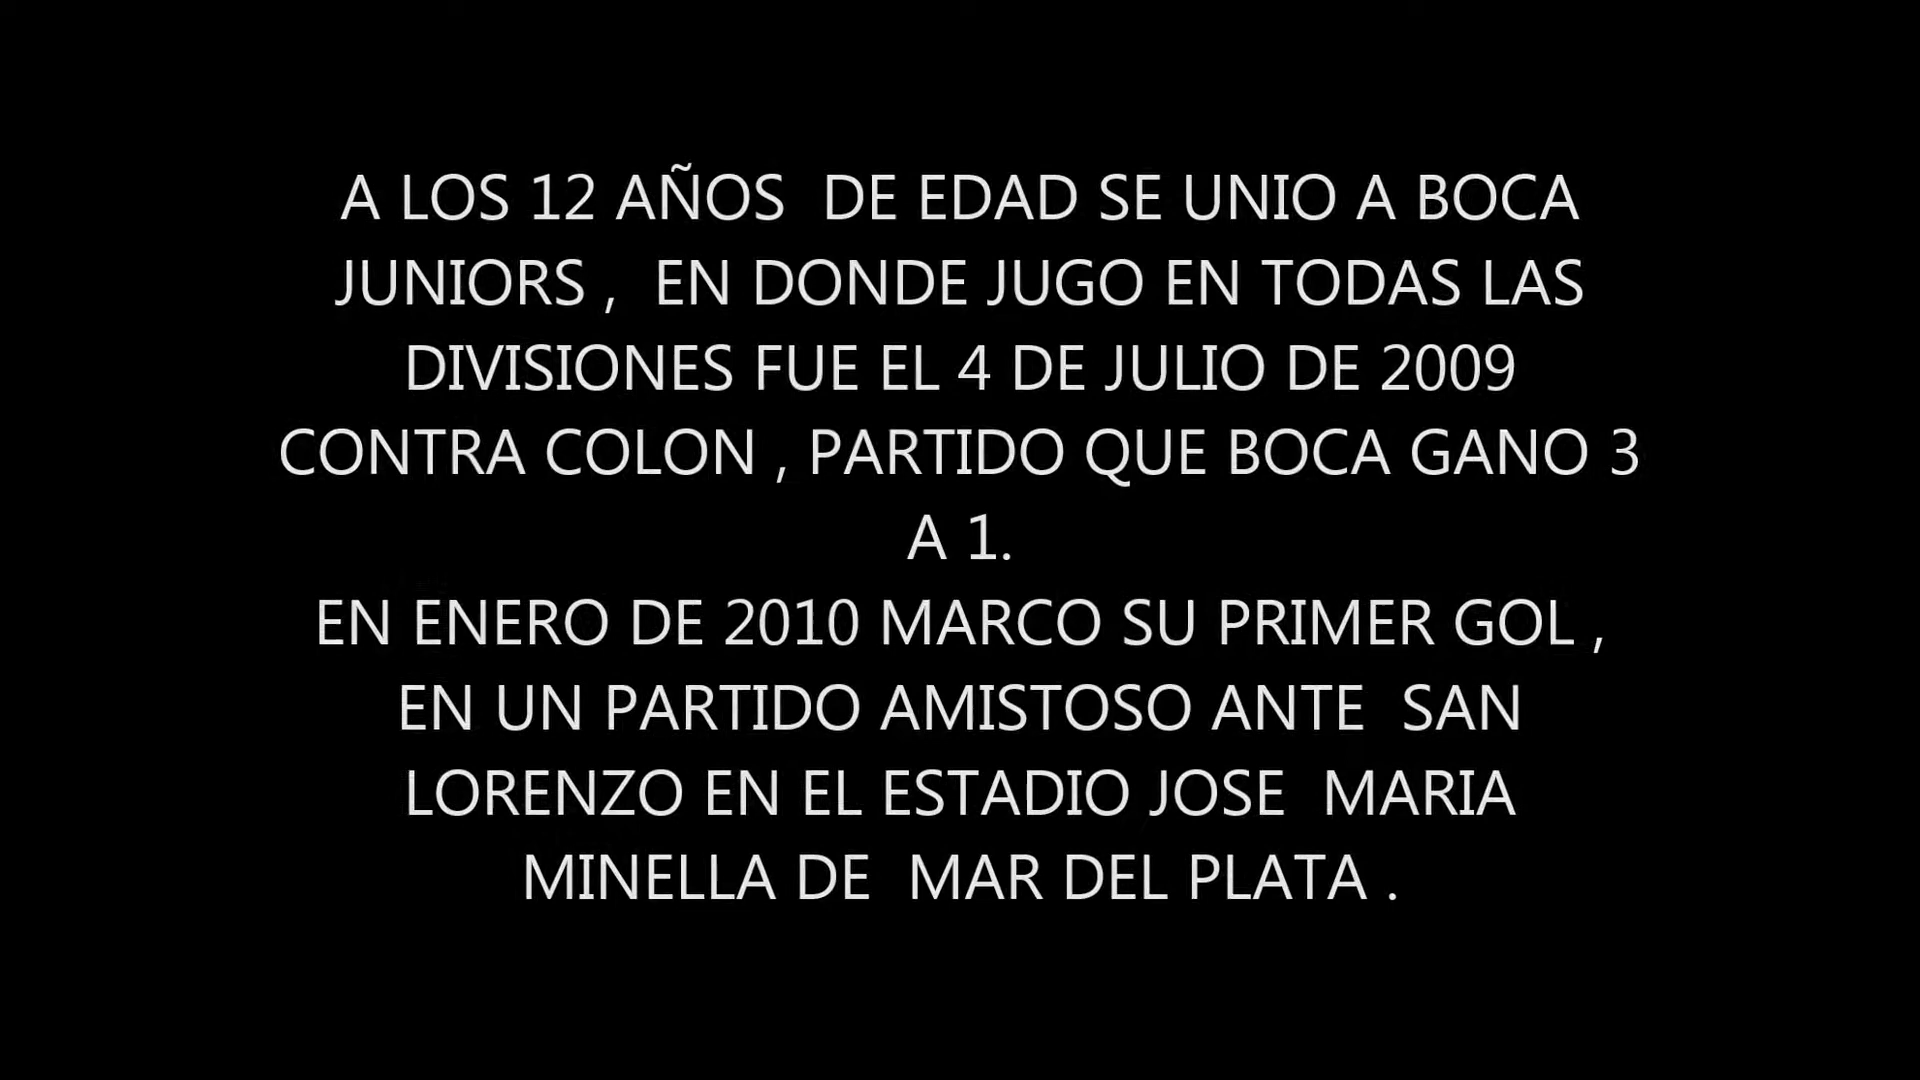 A LOS 12 AÑOS  DE EDAD SE UNIO A BOCA
JUNIORS ,  EN DONDE JUGO EN TODAS LAS
DIVISIONES FUE EL 4 DE JULIO DE 2009
CONTRA COLON , PARTIDO QUE BOCA GANO 3
A 1.
EN ENERO DE 2010 MARCO SU PRIMER GOL ,
EN UN PARTIDO AMISTOSO ANTE  SAN
LORENZO EN EL ESTADIO JOSE  MARIA
MINELLA DE  MAR DEL PLATA .